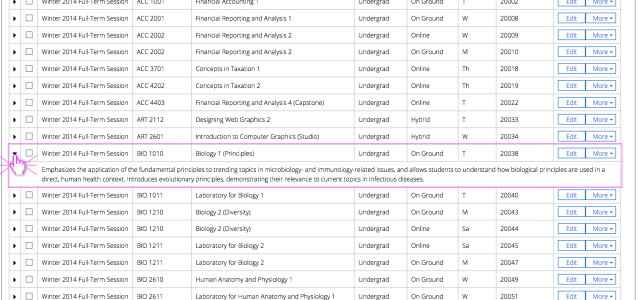 Winter 2014 Full-Term Session ACC 1001 Financial Accounting 1 Undergrad On Ground T 20002 Edit More
Winter 2014 Full-Term Session ACC 2001 Financial Reporting and Analysis 1 Undergrad On Ground W 20008 Edit More
Winter 2014 Full-Term Session ACC 2002 Financial Reporting and Analysis 2 Undergrad Online W 20009 Edit More
Winter 2014 Full-Term Session ACC 2002 Financial Reporting and Analysis 2 Undergrad On Ground M 20010 Edit More
Winter 2014 Full-Term Session ACC 3701 Concepts in Taxation 1 Undergrad Online Th 20018 Edit More
Winter 2014 Full-Term Session ACC 4202 Concepts in Taxation 2 Undergrad Online Th 20019 Edit More
Winter 2014 Full-Term Session ACC 4403 Financial Reporting and Analysis 4 (Capstone) Undergrad Online T 20022 Edit More
Winter 2014 Full-Term Session ART 2112 Designing Web Graphics 2 Undergrad Hybrid T 20033 Edit More
Winter 2014 Full-Term Session ART 2601 Introduction to Computer Graphics (Studio) Undergrad Hybrid W 20034 Edit More
Winter 2014 Full-Term Session BIO 1010 Biology 1 (Principles) Undergrad On Ground T 20038 Edit More
Emphasizes the application of the fundamental principles to trending topics in microbiology- and immunology-related issues, and allows students to understand how biological principles are used in a
direct, human health context. Introduces evolutionary principles, demonstrating their relevance to current topics in infectious diseases.
Winter 2014 Full-Term Session BIO 1011 Laboratory for Biology 1 Undergrad On Ground T 20040 Edit More
Winter 2014 Full-Term Session BIO 1210 Biology 2 (Diversity) Undergrad On Ground M 20043 Edit More
Winter 2014 Full-Term Session BIO 1210 Biology 2 (Diversity) Undergrad Online Sa 20044 Edit More
Winter 2014 Full-Term Session BIO 1211 Laboratory for Biology 2 Undergrad Online Sa 20045 Edit More
Winter 2014 Full-Term Session BIO 1211 Laboratory for Biology 2 Undergrad On Ground M 20047 Edit More
Winter 2014 Full-Term Session BIO 2610 Human Anatomy and Physiology 1 Undergrad On Ground W 20049 Edit More
Winter 2014 Full-Term Session BIO 2611 Laboratory for Human Anatomy and Physiology 1 Undergrad On Ground W 20051 Edit More